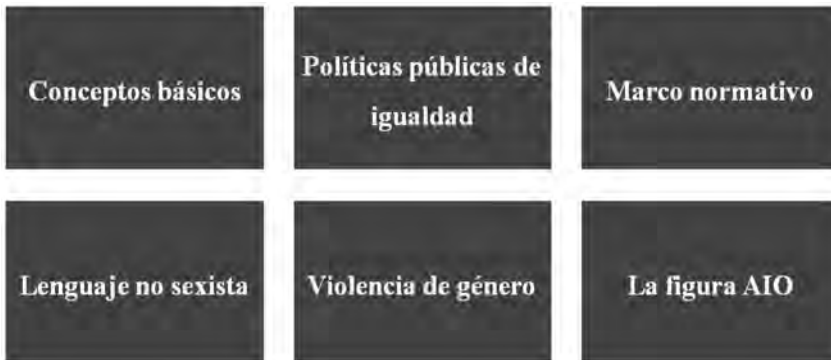 Conceptos básicos
Políticas públicas de
igualdad
Marco normativo
Lenguaje no sexista
Violencia de género
La figura AIO